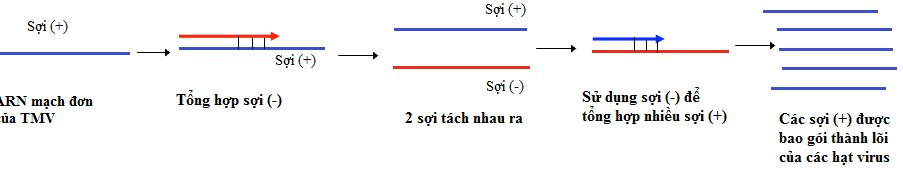 Sợi (+)
ARN mạch đơn
của TMV
Sợi (+)
Tổng hợp sợi (-)
Sợi (+)
Sợi (-)
2 sợi tách nhau ra
Sử dụng sợi (-) để
tổng hợp nhiều sợi (+)
Các sợi (+) được
bao gói thành lõi
của các hạt virus